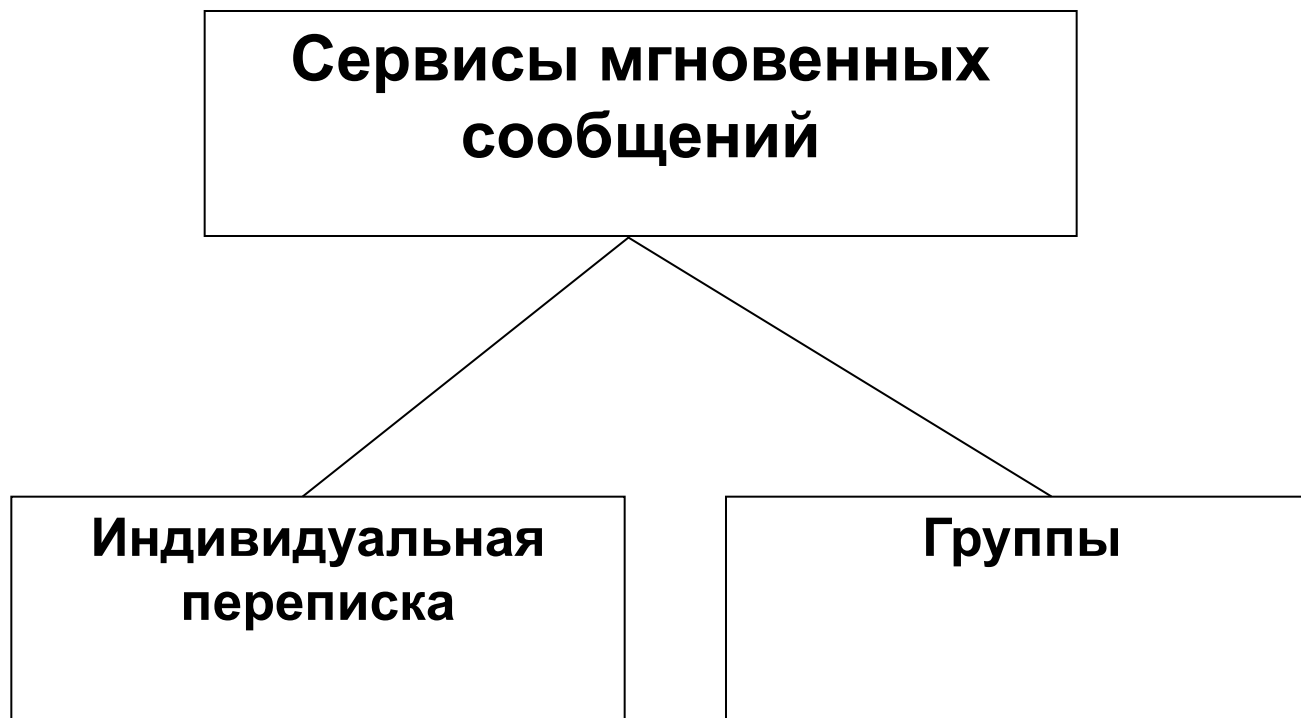 Сервисы мгновенных
сообщений
Индивидуальная
переписка
Группы